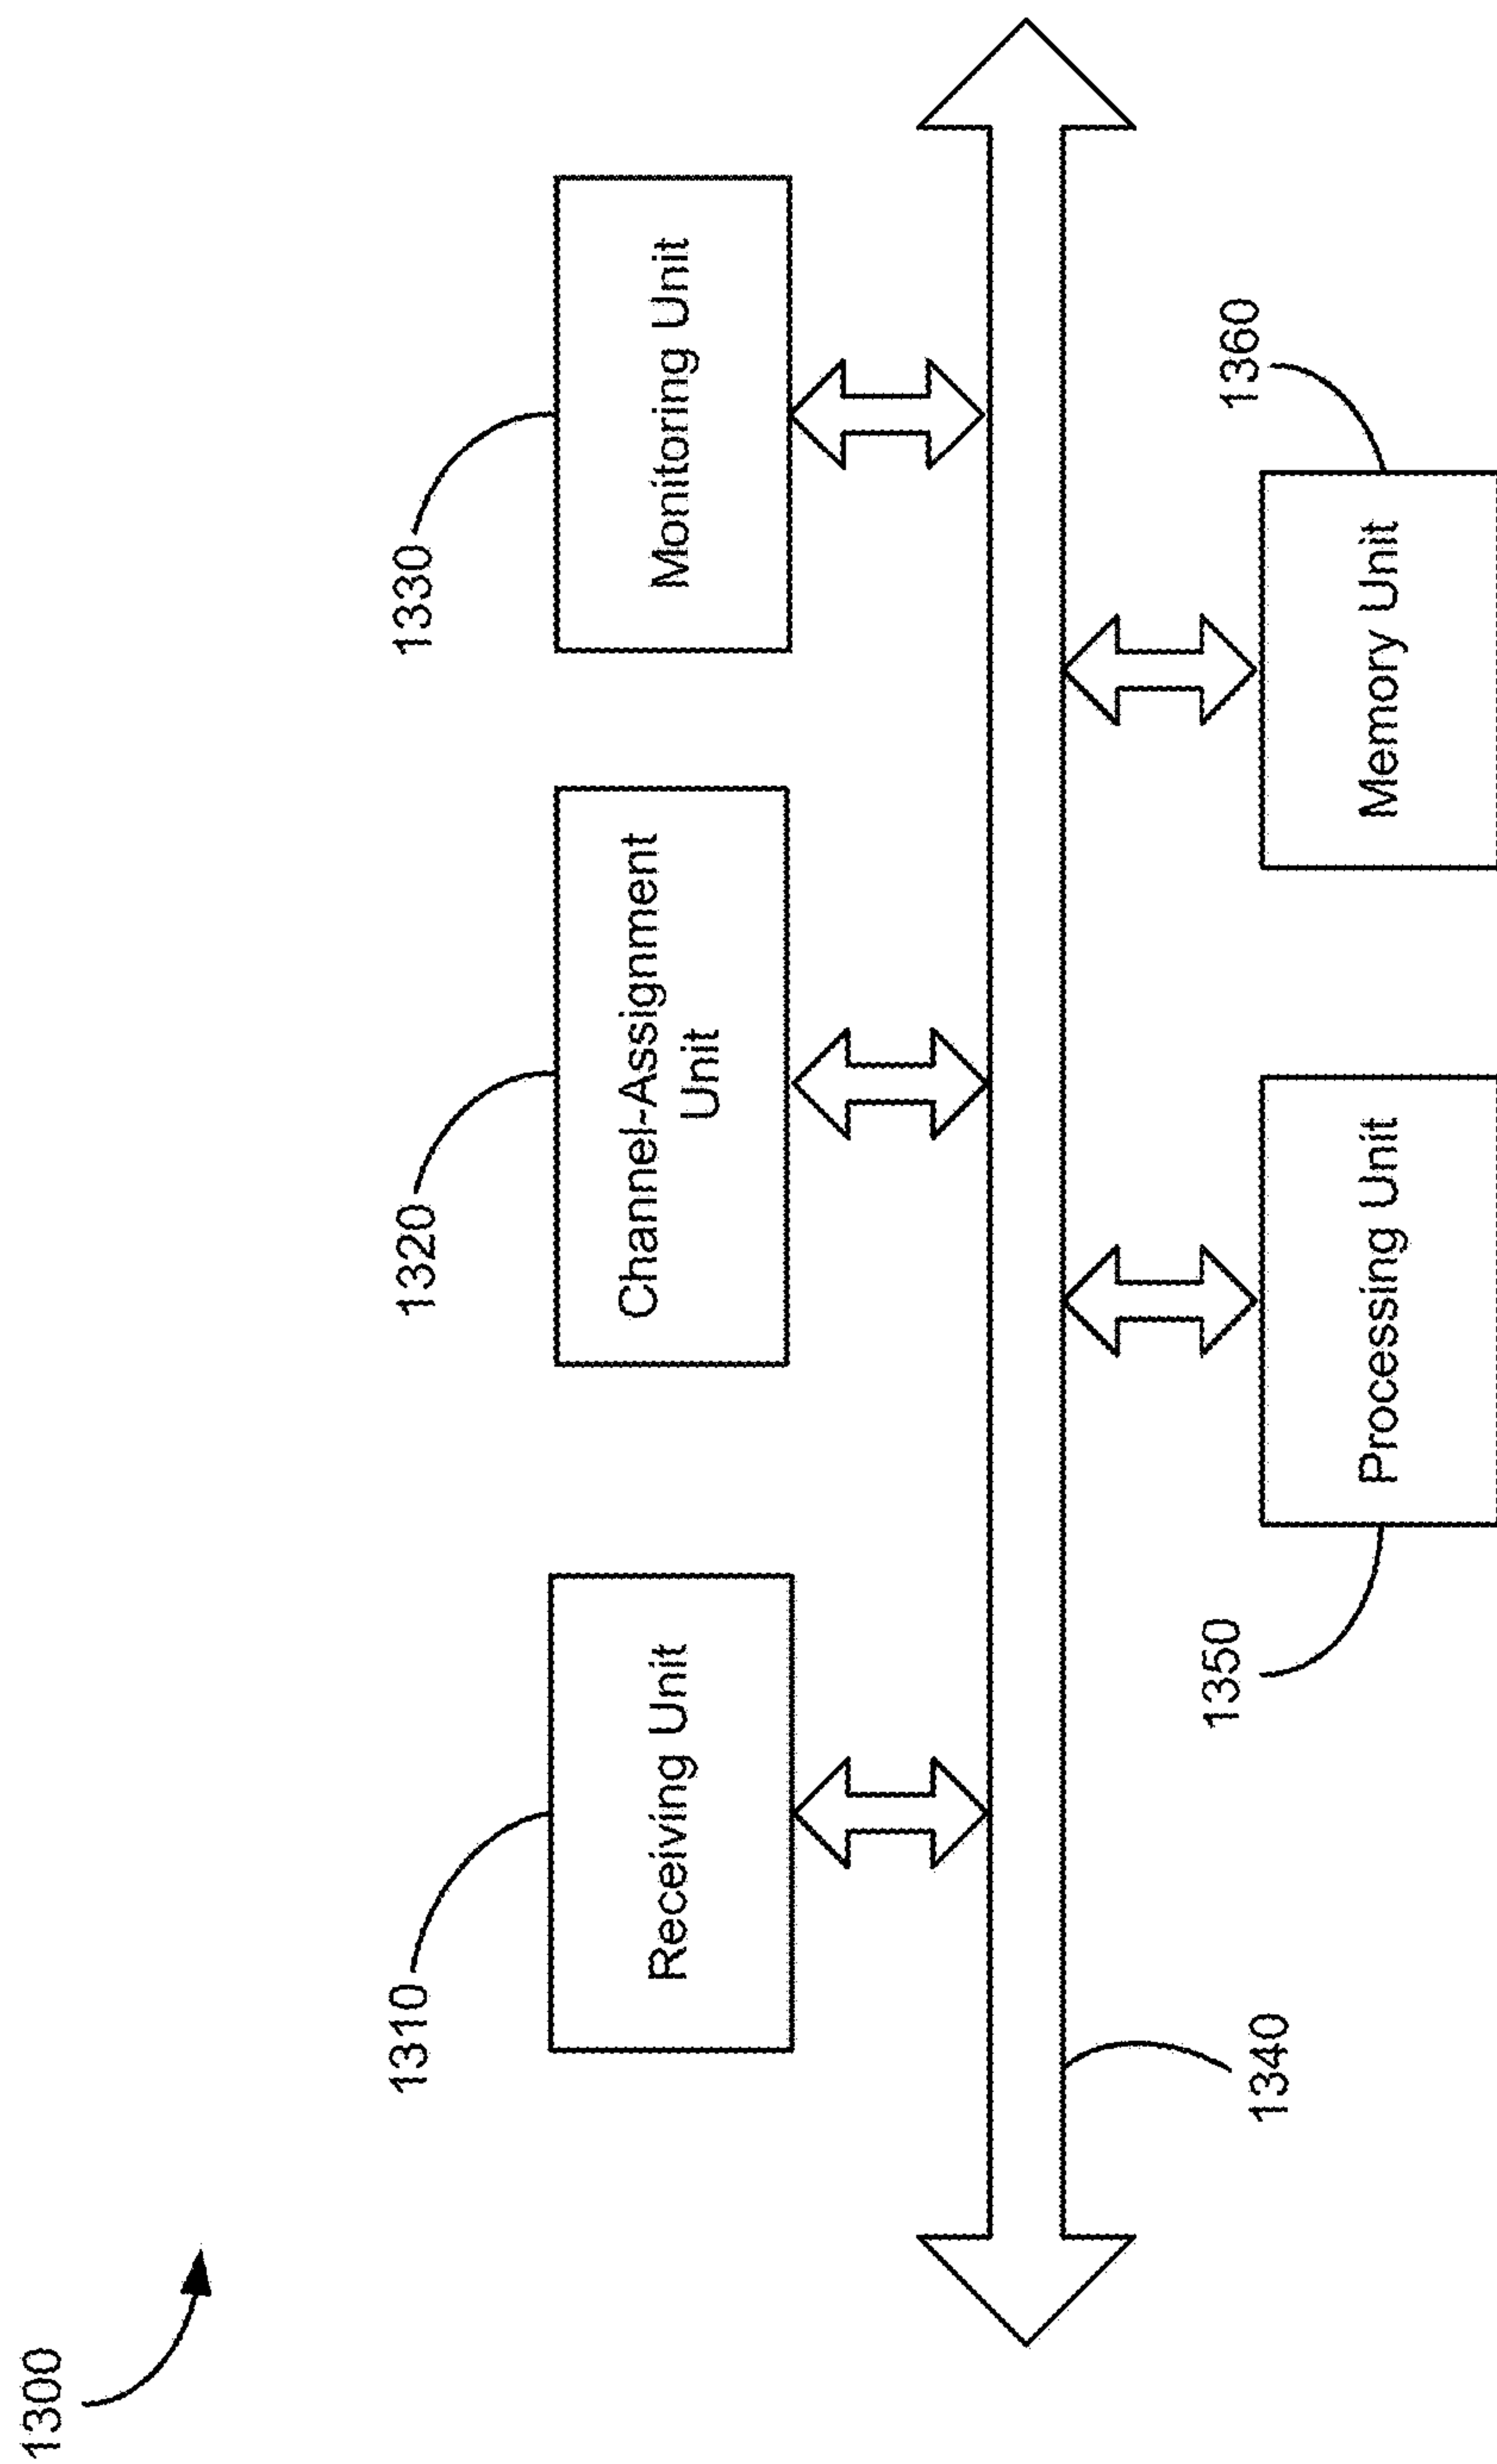 1300
1310
Receiving Unit
1320
Channel-Assignment
Unit
1330
Monitoring Unit
1340
1350
Processing Unit
1360
Memory Unit